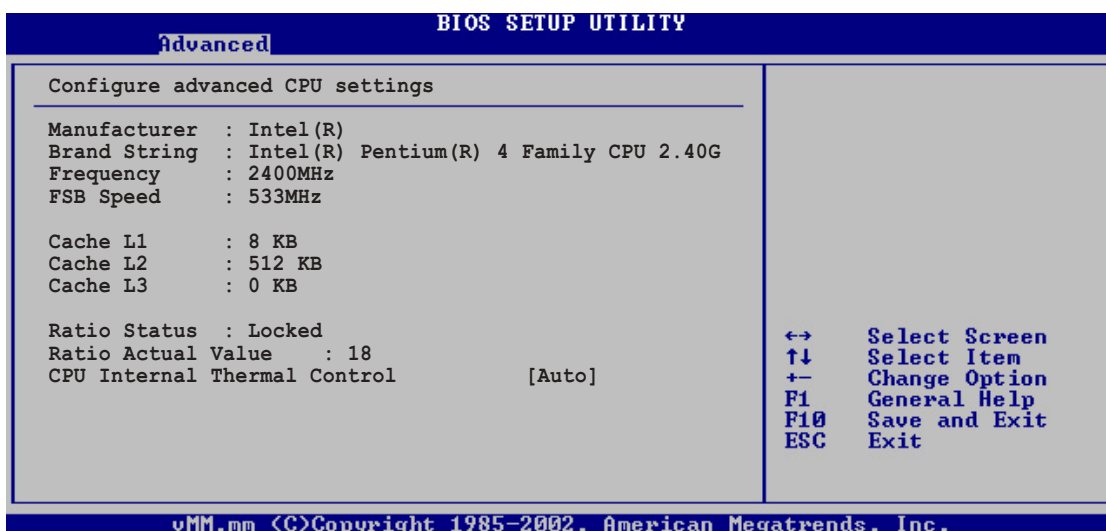 BIOS SETUP UTILITY
Advanced
Configure advanced CPU settings
Manufacturer : Intel(R)
Brand String : Intel(R) Pentium(R) 4 Family CPU 2.40G
Frequency : 2400MHz
FSB Speed : 533MHz
Cache L1 : 8 KB
Cache L2 : 512 KB
Cache L3 : 0 KB
Ratio Status : Locked
Ratio Actual Value : 18
CPU Internal Thermal Control [Auto]
↔ Select Screen
↑↓ Select Item
+- Change Option
F1 General Help
F10 Save and Exit
ESC Exit
vMM.mm (C)Copyright 1985-2002, American Megatrends, Inc.